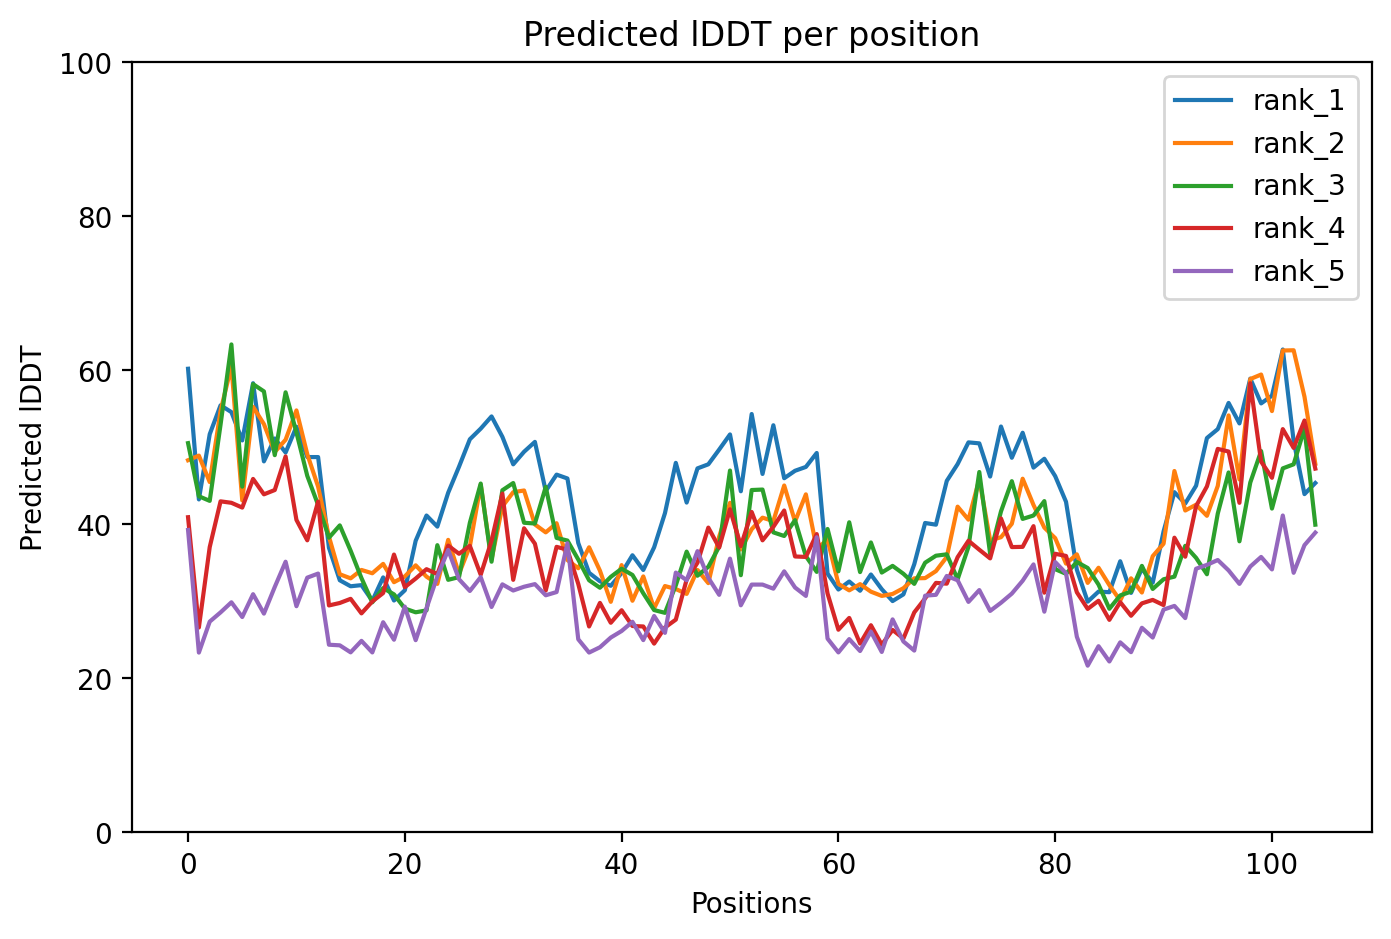 Predicted lDDT per position
100
80
60
40
20
0
Predicted lDDT
rank_1
rank_2
rank_3
rank_4
rank_5
0 20 40 60 80 100
Positions